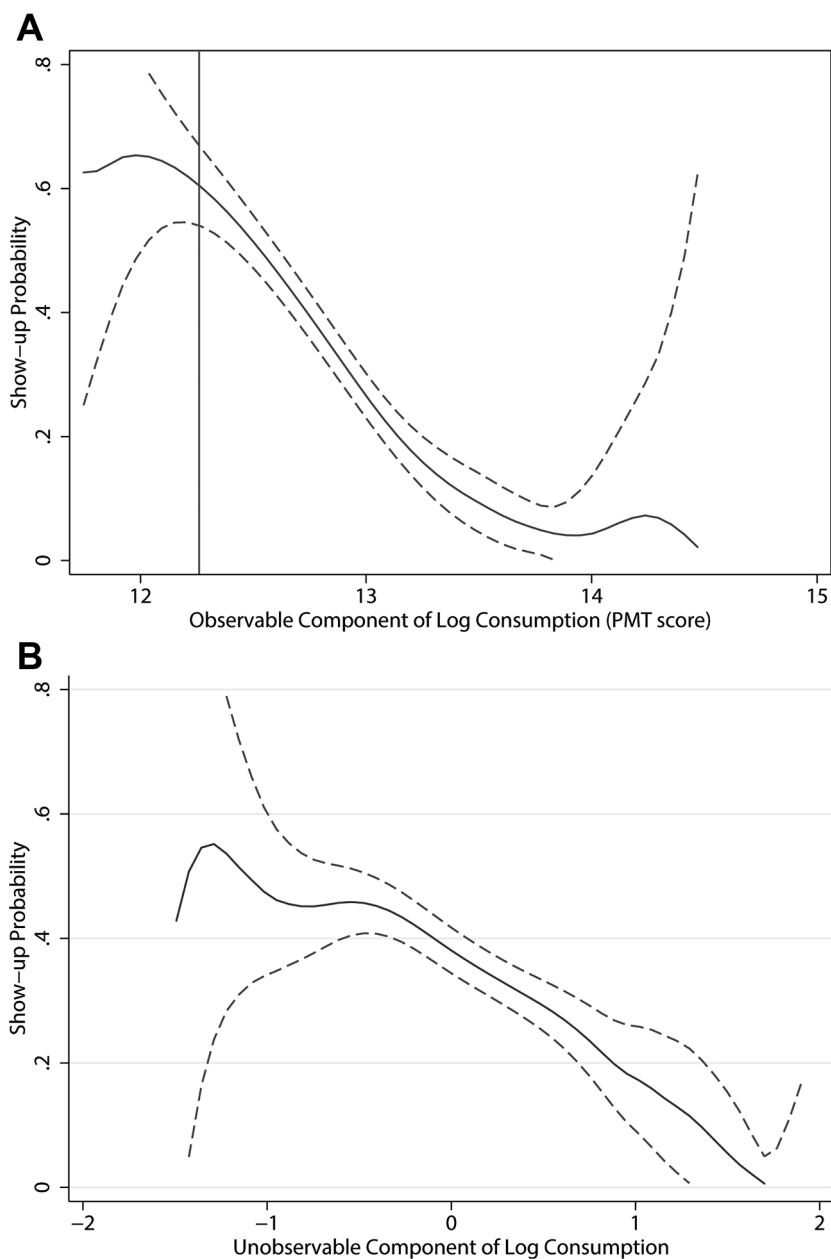 A
.8
.6
.4
.2
0
Show–up Probability
12 13 14 15
Observable Component of Log Consumption (PMT score)
B
.8
.6
.4
.2
0
Show–up Probability
−2 −1 0 1 2
Unobservable Component of Log Consumption